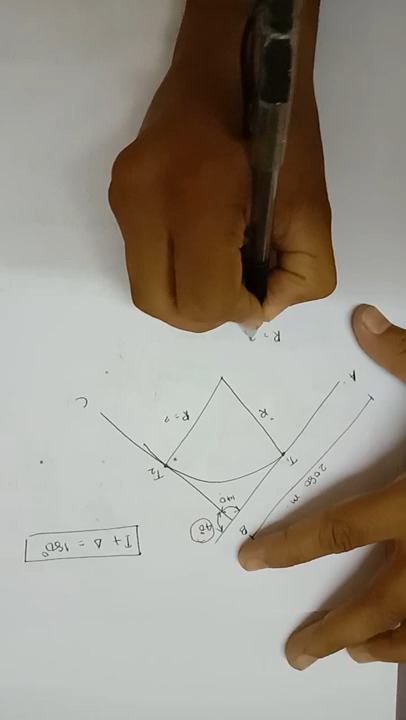 B
40°
140
T2
T1
2080 m
C
R = ?
R
A
R =
I + Δ = 180°